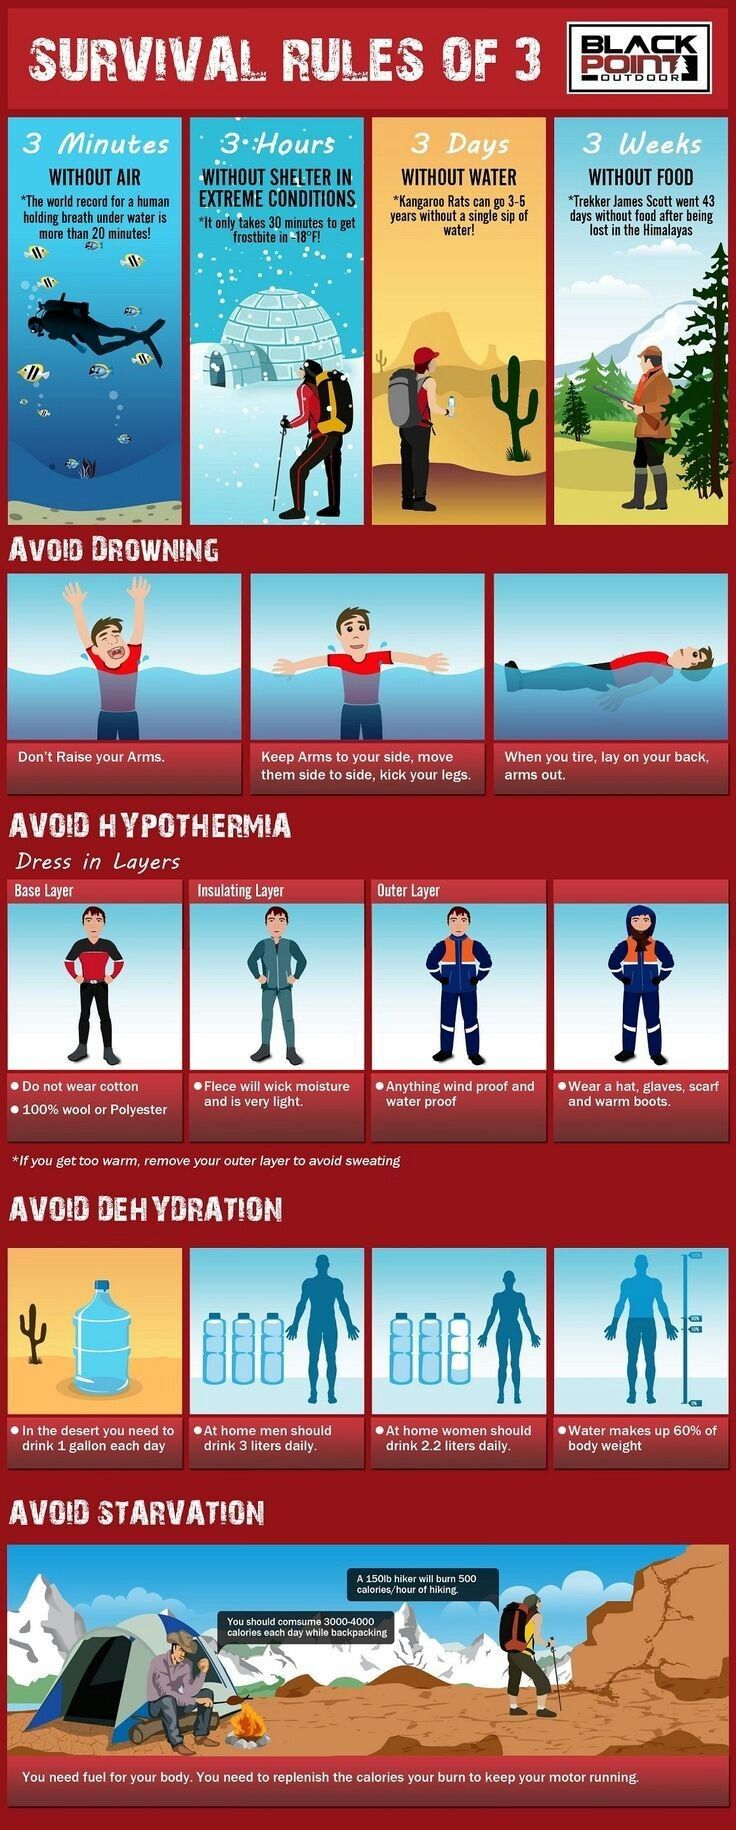 SURVIVAL RULES OF 3
BLACK
POINT
OUTDOOR
3 Minutes
WITHOUT AIR
*The world record for a human
holding breath under water is
more than 20 minutes!
3 Hours
WITHOUT SHELTER IN
EXTREME CONDITIONS
*It only takes 30 minutes to get
frostbite in -18°F!
3 Days
WITHOUT WATER
*Kangaroo Rats can go 3-5
years without a single sip of
water!
3 Weeks
WITHOUT FOOD
*Trekker James Scott went 43
days without food after being
lost in the Himalayas
AVOID DROWNING
Don't Raise your Arms.
Keep Arms to your side, move
them side to side, kick your legs.
When you tire, lay on your back,
arms out.
AVOID HYPOTHERMIA
Dress in Layers
Base Layer
Do not wear cotton
100% wool or Polyester
Insulating Layer
Flece will wick moisture
and is very light.
Outer Layer
Anything wind proof and
water proof
Wear a hat, glaves, scarf
and warm boots.
*If you get too warm, remove your outer layer to avoid sweating
AVOID DEHYDRATION
In the desert you need to
drink 1 gallon each day
At home men should
drink 3 liters daily.
At home women should
drink 2.2 liters daily.
60%
0%
Water makes up 60% of
body weight
AVOID STARVATION
A 150lb hiker will burn 500
calories/hour of hiking.
You should comsume 3000-4000
calories each day while backpacking
You need fuel for your body. You need to replenish the calories your burn to keep your motor running.